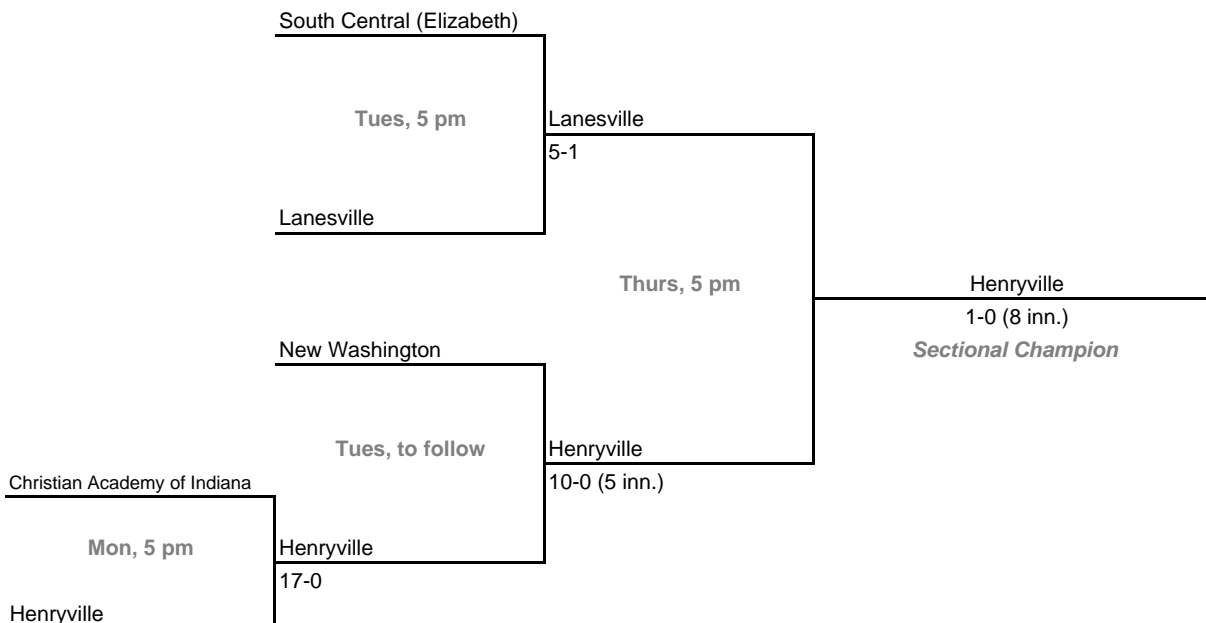 South Central (Elizabeth)
Tues, 5 pm
Lanesville
5-1
Lanesville
Thurs, 5 pm
Henryville
1-0 (8 inn.)
Sectional Champion
New Washington
Tues, to follow
Henryville
10-0 (5 inn.)
Christian Academy of Indiana
Mon, 5 pm
Henryville
17-0
Henryville